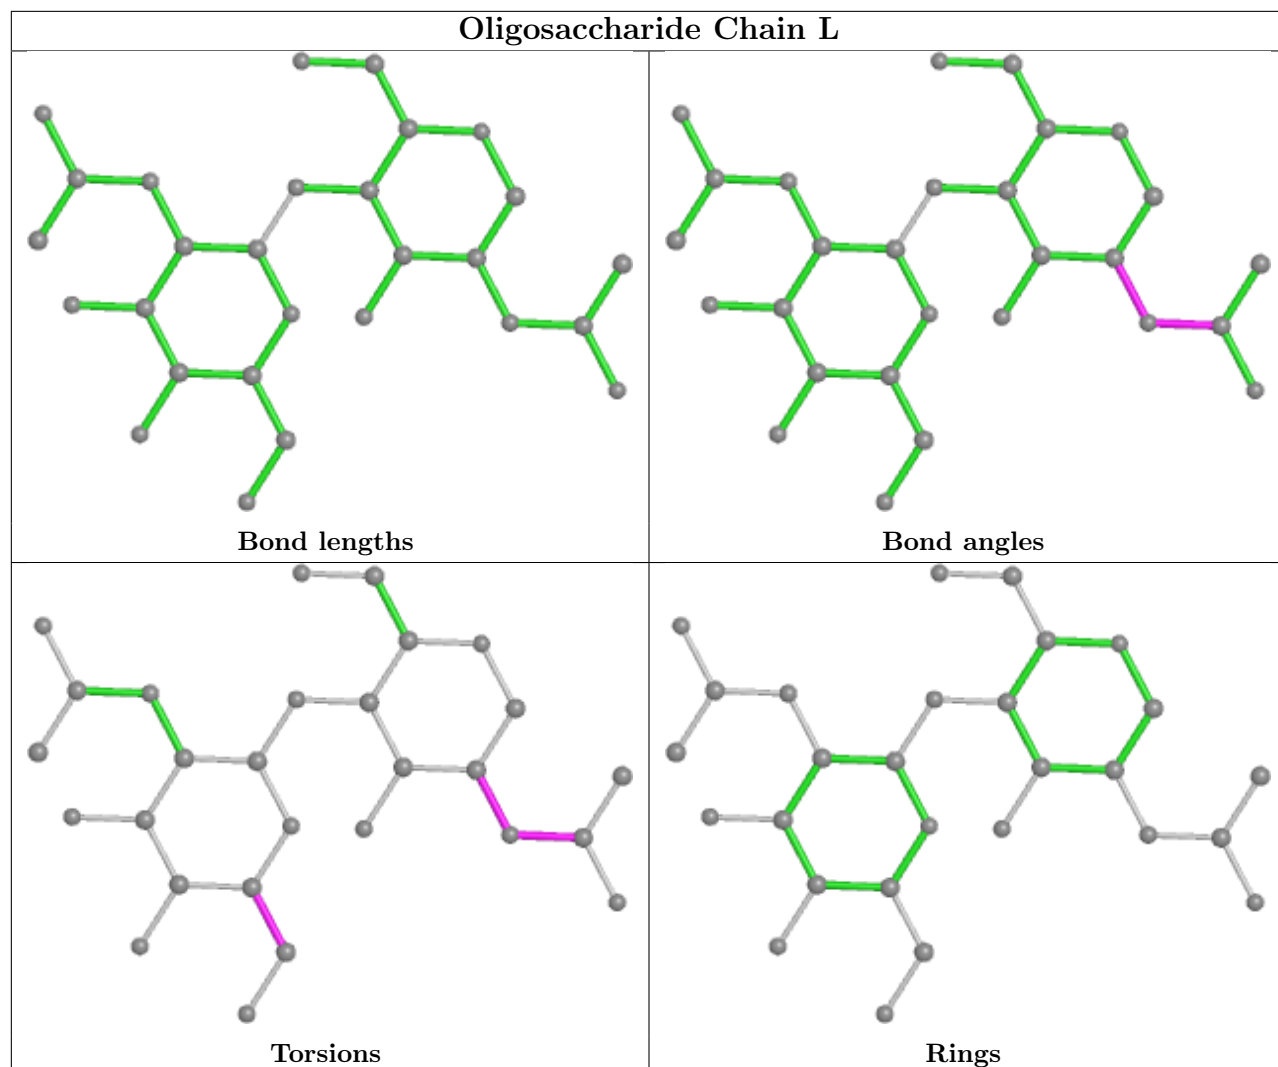 Oligosaccharide Chain L
Bond lengths
Bond angles
Torsions
Rings